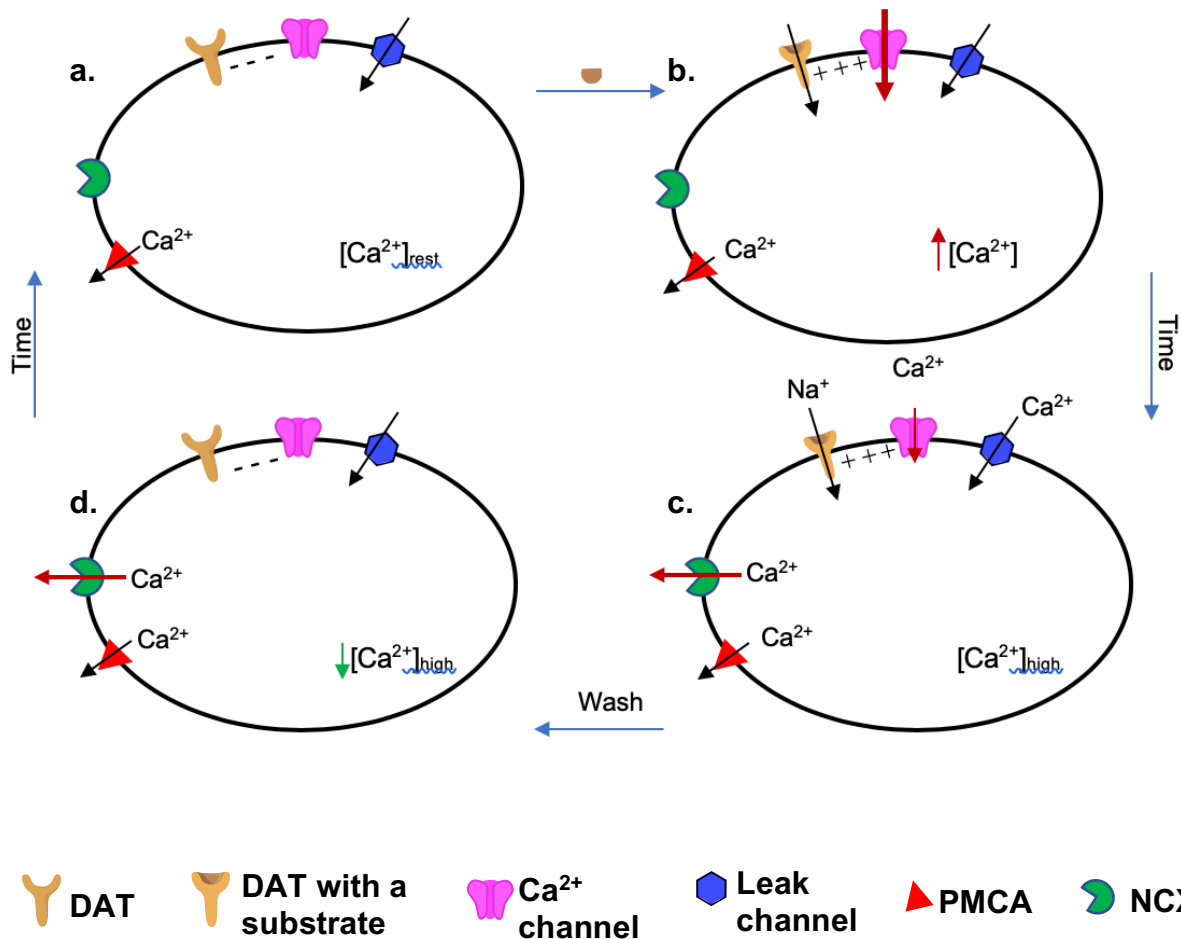 a.
- - -
Ca²⁺
[Ca²⁺]rest
b.
+++
Ca²⁺
[Ca²⁺]
Time
Time
d.
- - -
Ca²⁺
Ca²⁺
[Ca²⁺]high
Ca²⁺
Na⁺
Ca²⁺
c.
+++
Ca²⁺
Ca²⁺
[Ca²⁺]high
Wash
DAT
DAT with a
substrate
Ca²⁺
channel
Leak
channel
PMCA
NCX